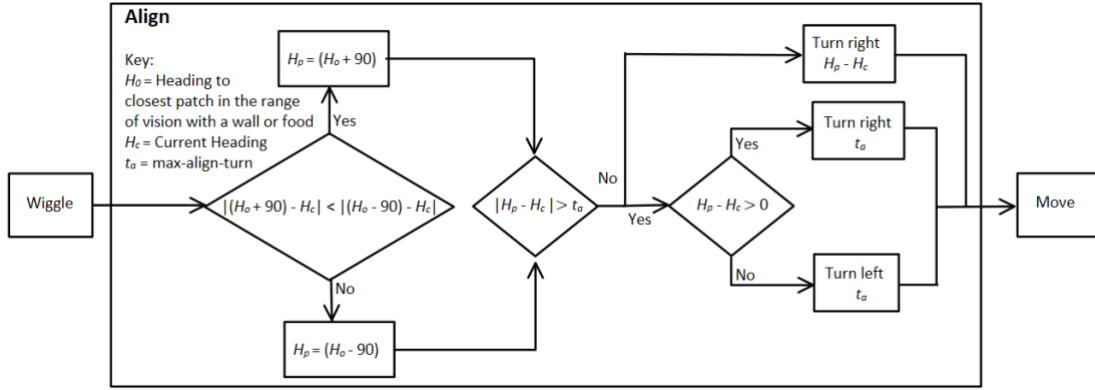 Align
Key:
Ho = Heading to
closest patch in the range
of vision with a wall or food
Hc = Current Heading
ta = max-align-turn
Wiggle
|(Ho + 90) - Hc| < |(Ho - 90) - Hc|
Yes
Hp = (Ho + 90)
No
Hp = (Ho - 90)
|Hp - Hc| > ta
No
Yes
Turn right
Hp - Hc
Hp - Hc > 0
Yes
Turn right
ta
No
Turn left
ta
Move